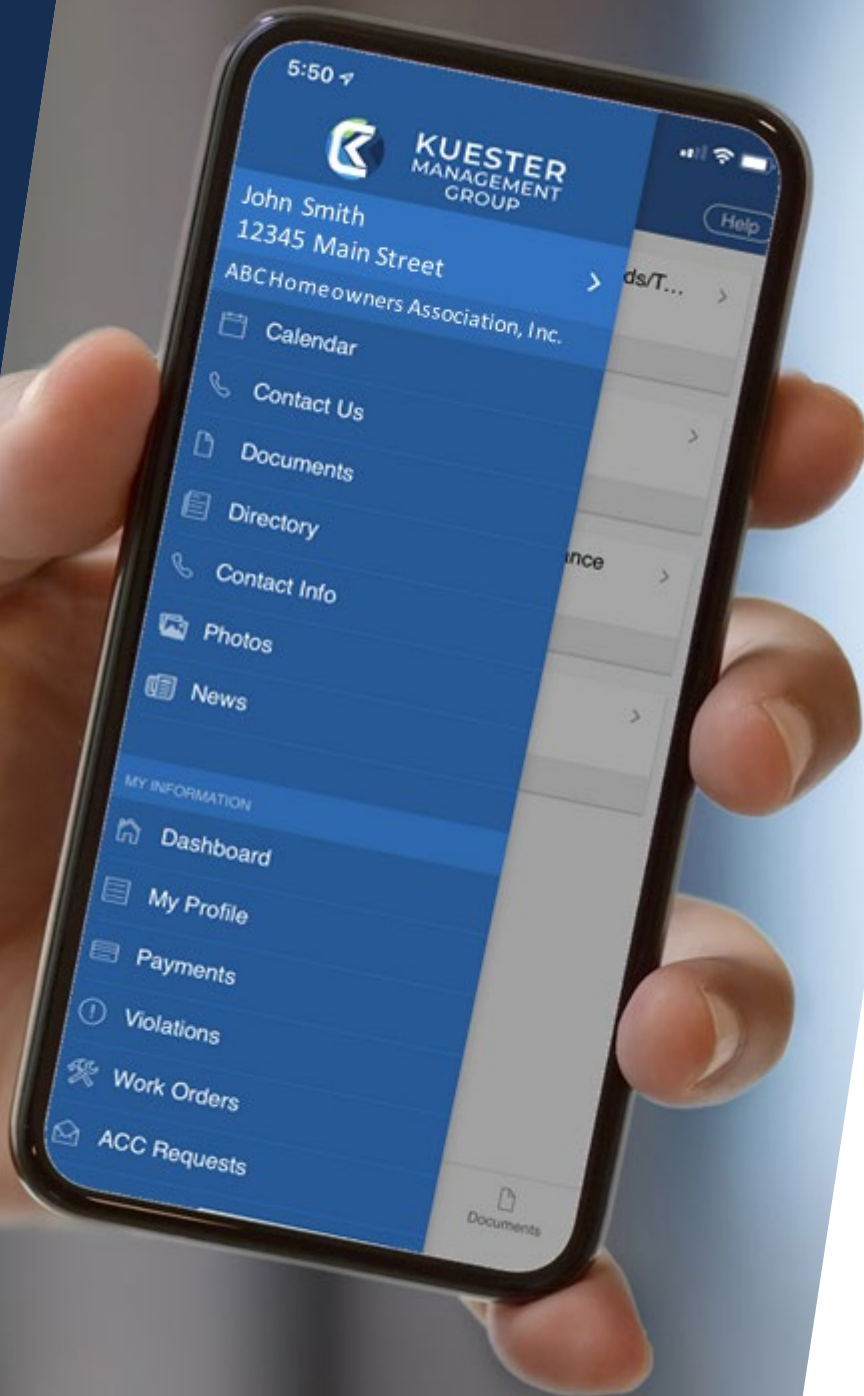 5:50
KUESTER
MANAGEMENT
GROUP
Help
John Smith
12345 Main Street
ABC Homeowners Association, Inc.
ds/T...
Calendar
Contact Us
Documents
Directory
ance
Contact Info
Photos
News
MY INFORMATION
Dashboard
My Profile
Payments
Violations
Work Orders
ACC Requests
Documents